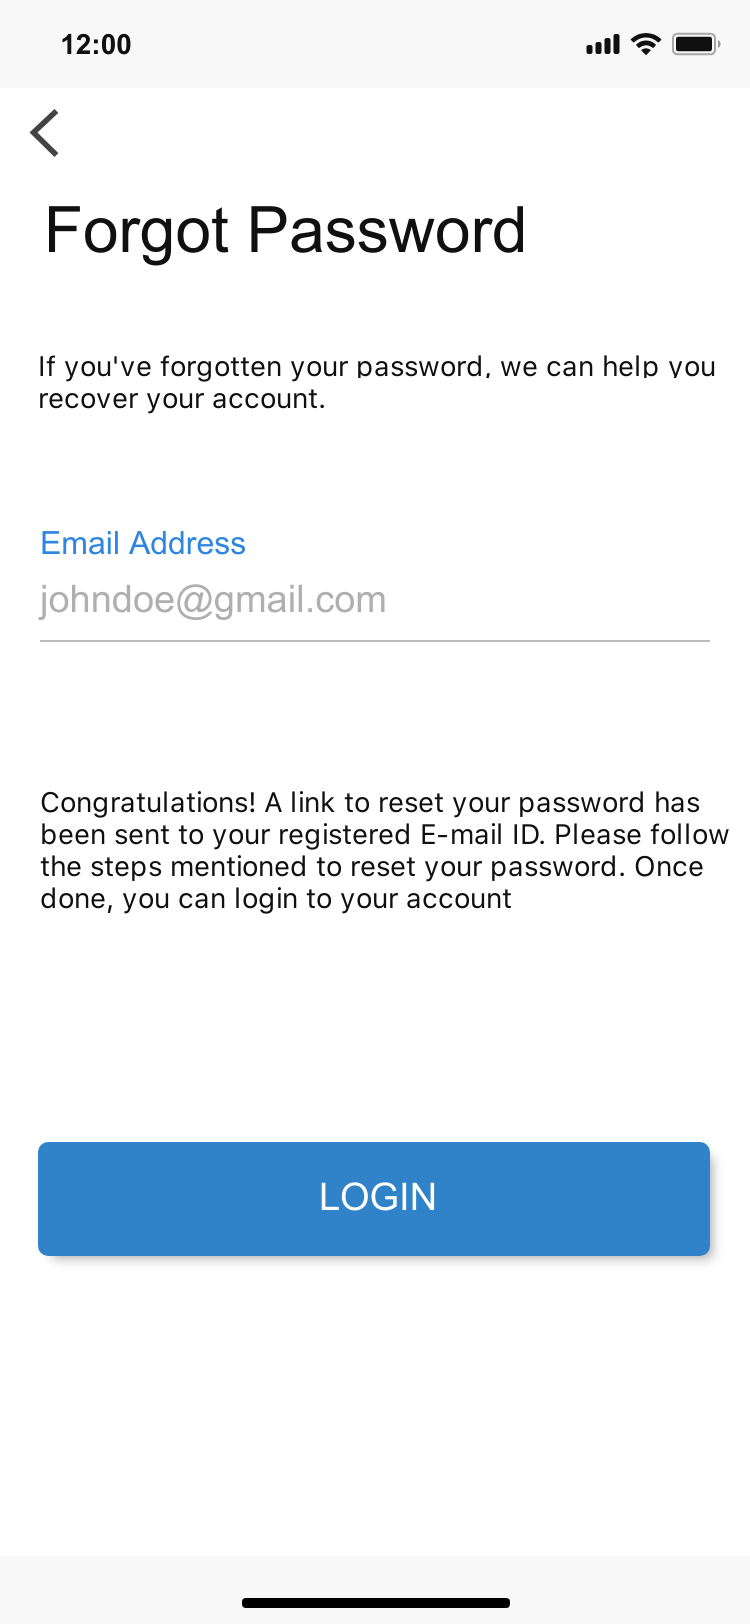 12:00
Forgot Password
If you've forgotten your password, we can help you
recover your account.
Email Address
johndoe@gmail.com
Congratulations! A link to reset your password has
been sent to your registered E-mail ID. Please follow
the steps mentioned to reset your password. Once
done, you can login to your account
LOGIN